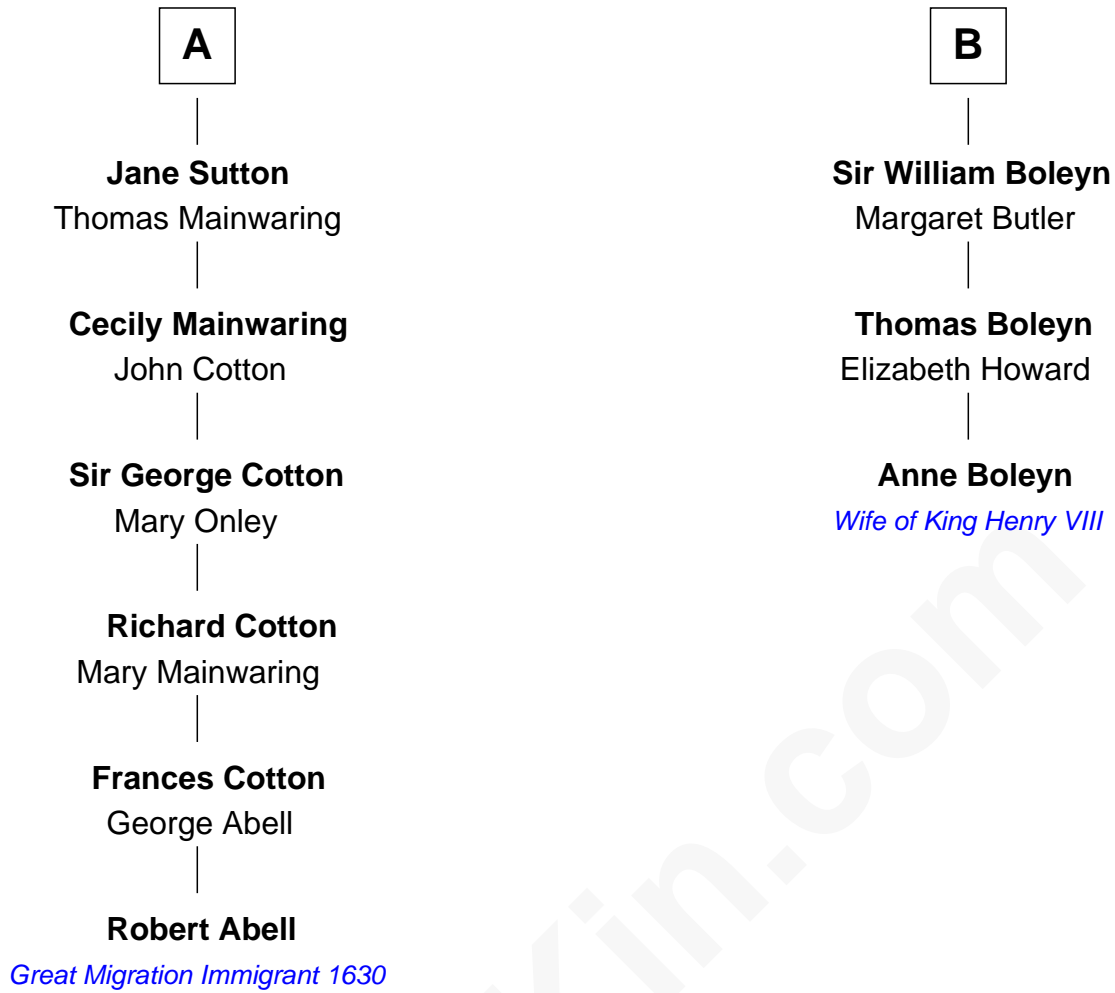 A
Jane Sutton
Thomas Mainwaring
Cecily Mainwaring
John Cotton
Sir George Cotton
Mary Onley
Richard Cotton
Mary Mainwaring
Frances Cotton
George Abell
Robert Abell
Great Migration Immigrant 1630
B
Sir William Boleyn
Margaret Butler
Thomas Boleyn
Elizabeth Howard
Anne Boleyn
Wife of King Henry VIII